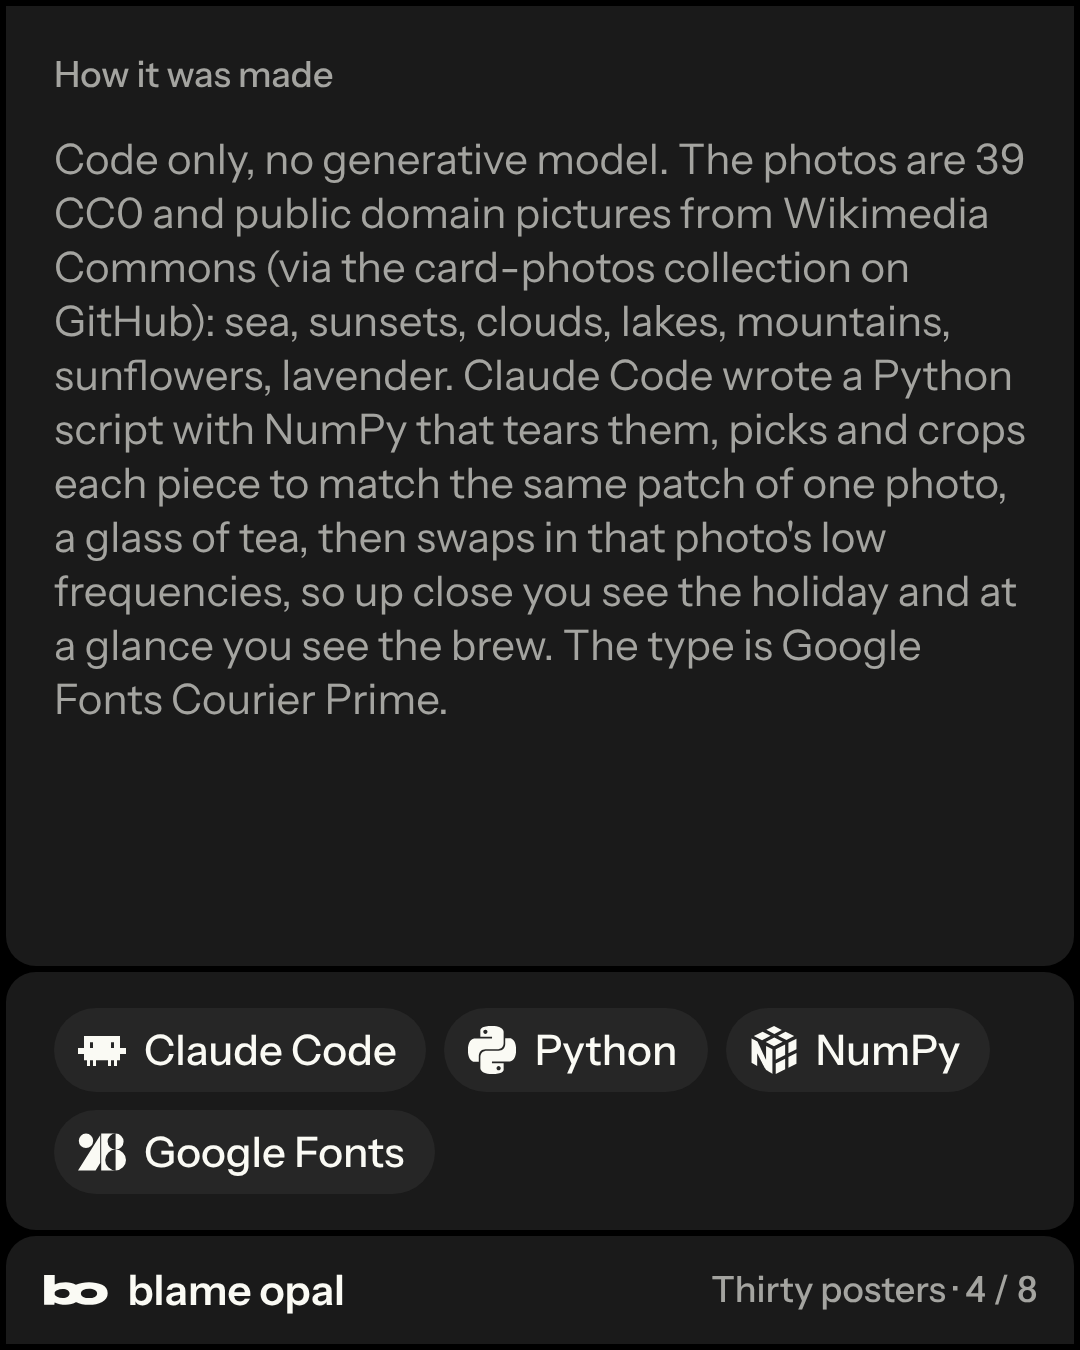 How it was made
Code only, no generative model. The photos are 39
CC0 and public domain pictures from Wikimedia
Commons (via the card-photos collection on
GitHub): sea, sunsets, clouds, lakes, mountains,
sunflowers, lavender. Claude Code wrote a Python
script with NumPy that tears them, picks and crops
each piece to match the same patch of one photo,
a glass of tea, then swaps in that photo's low
frequencies, so up close you see the holiday and at
a glance you see the brew. The type is Google
Fonts Courier Prime.
Claude Code
Python
NumPy
Google Fonts
bo blame opal
Thirty posters · 4 / 8